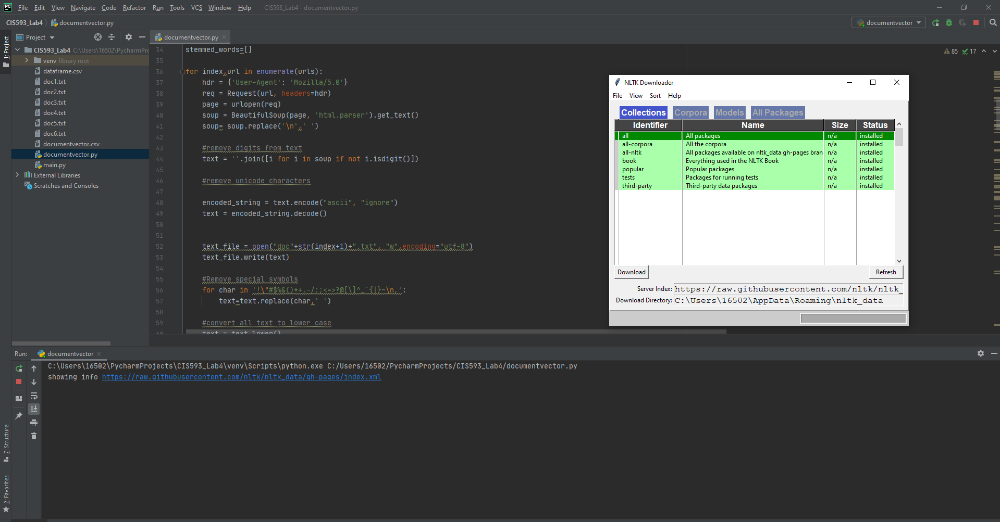 File Edit View Navigate Code Refactor Run Tools VCS Window Help CIS593_Lab4 - documentvector.py
CIS593_Lab4 documentvector.py
documentvector
1: Project
Project
documentvector.py
CIS593_Lab4 C:\Users\16502\PycharmPro
venv library root
dataframe.csv
doc1.txt
doc2.txt
doc3.txt
doc4.txt
doc5.txt
doc6.txt
documentvector.csv
documentvector.py
main.py
External Libraries
Scratches and Consoles
85 17
34 stemmed_words=[]
35
36 for index,url in enumerate(urls):
37 hdr = {'User-Agent': 'Mozilla/5.0'}
38 req = Request(url, headers=hdr)
39 page = urlopen(req)
40 soup = BeautifulSoup(page, 'html.parser').get_text()
41 soup= soup.replace('\n',' ')
42
43 #remove digits from text
44 text = ''.join([i for i in soup if not i.isdigit()])
45
46 #remove unicode characters
47
48 encoded_string = text.encode("ascii", "ignore")
49 text = encoded_string.decode()
50
51
52 text_file = open("doc"+str(index+1)+".txt", "w",encoding="utf-8")
53 text_file.write(text)
54
55 #Remove special symbols
56 for char in '!\"#$%&()*+.-/:;<=>?@[\]^_`{|}~\n,':
57 text=text.replace(char,' ')
58
59 #convert all text to lower case
60 text = text.lower()
NLTK Downloader
File View Sort Help
Collections Corpora Models All Packages
Identifier Name Size Status
all All packages n/a installed
all-corpora All the corpora n/a installed
all-nltk All packages available on nltk_data gh-pages bran n/a installed
book Everything used in the NLTK Book n/a installed
popular Popular packages n/a installed
tests Packages for running tests n/a installed
third-party Third-party data packages n/a installed
Download Refresh
Server Index: https://raw.githubusercontent.com/nltk/nltk_
Download Directory: C:\Users\16502\AppData\Roaming\nltk_data
Run: documentvector
C:\Users\16502\PycharmProjects\CIS593_Lab4\venv\Scripts\python.exe C:/Users/16502/PycharmProjects/CIS593_Lab4/documentvector.py
showing info https://raw.githubusercontent.com/nltk/nltk_data/gh-pages/index.xml
7: Structure
2: Favorites